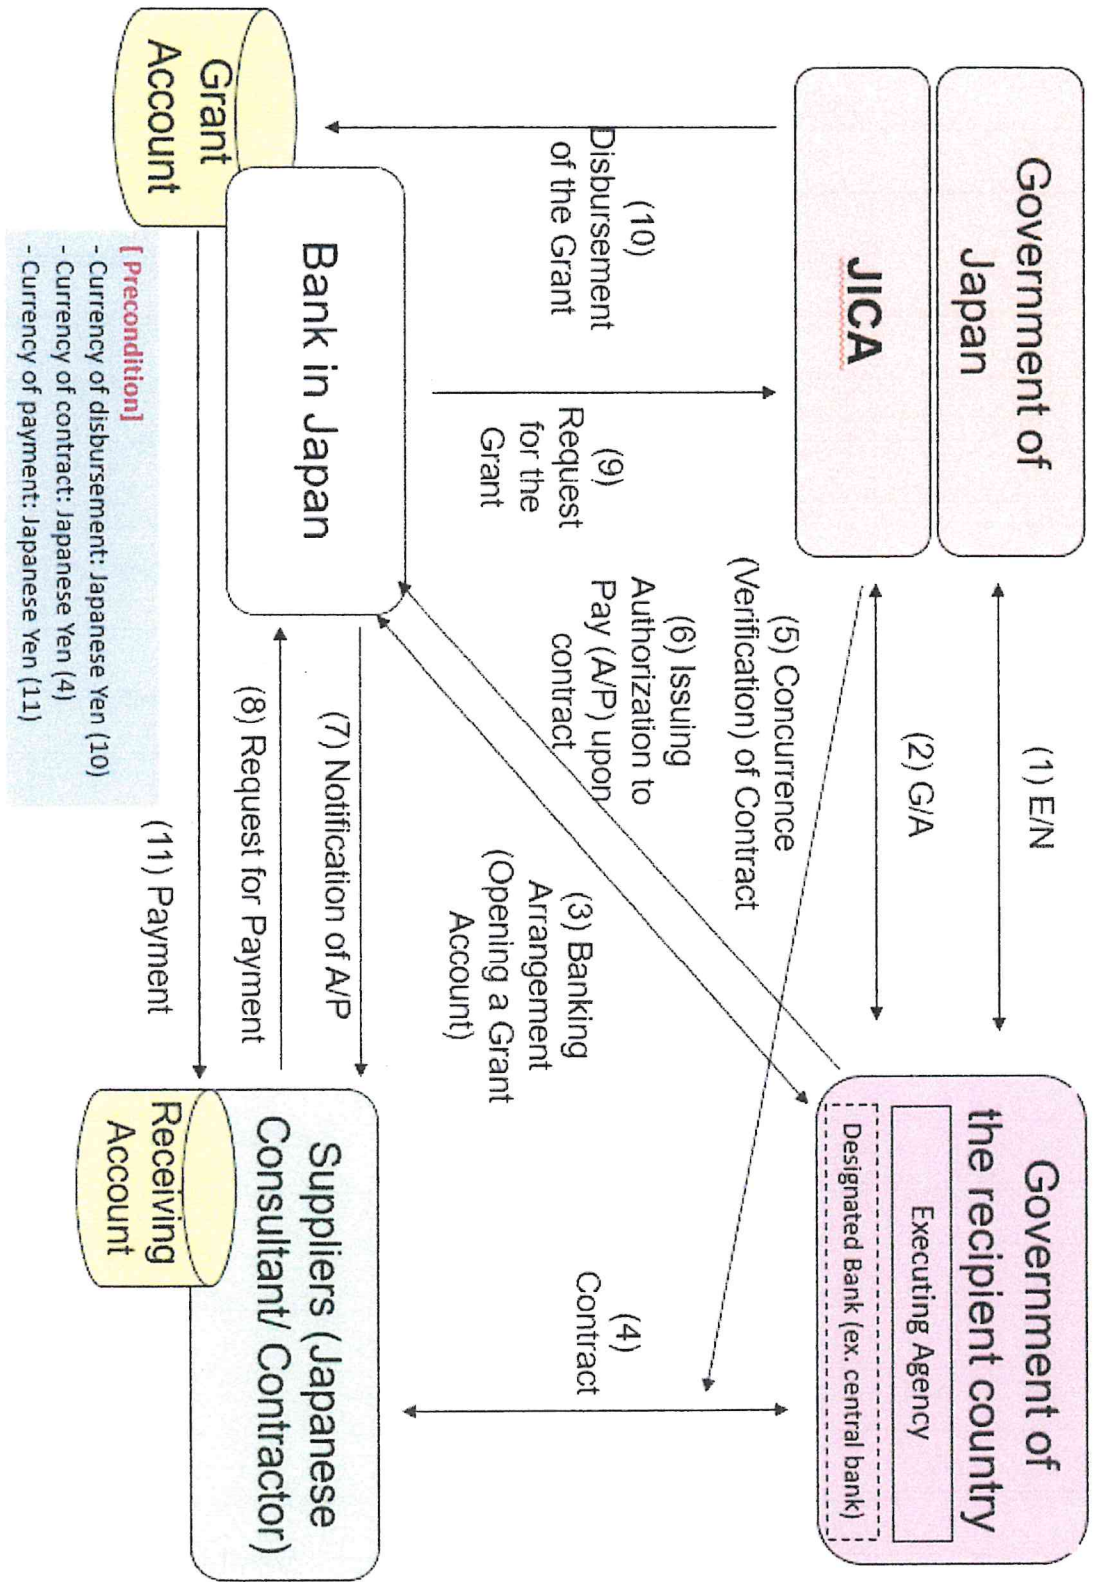 Government of
Japan
JICA
(1) E/N
(2) G/A
Government of
the recipient country
Executing Agency
Designated Bank (ex. central bank)
(5) Concurrence
(Verification) of Contract
(6) Issuing
Authorization to
Pay (A/P) upon
contract
(10)
Disbursement
of the Grant
(9)
Request
for the
Grant
(3) Banking
Arrangement
(Opening a Grant
Account)
(4)
Contract
Bank in Japan
Grant
Account
(7) Notification of A/P
(8) Request for Payment
(11) Payment
Suppliers (Japanese
Consultant/ Contractor)
Receiving
Account
[ Precondition]
- Currency of disbursement: Japanese Yen (10)
- Currency of contract: Japanese Yen (4)
- Currency of payment: Japanese Yen (11)